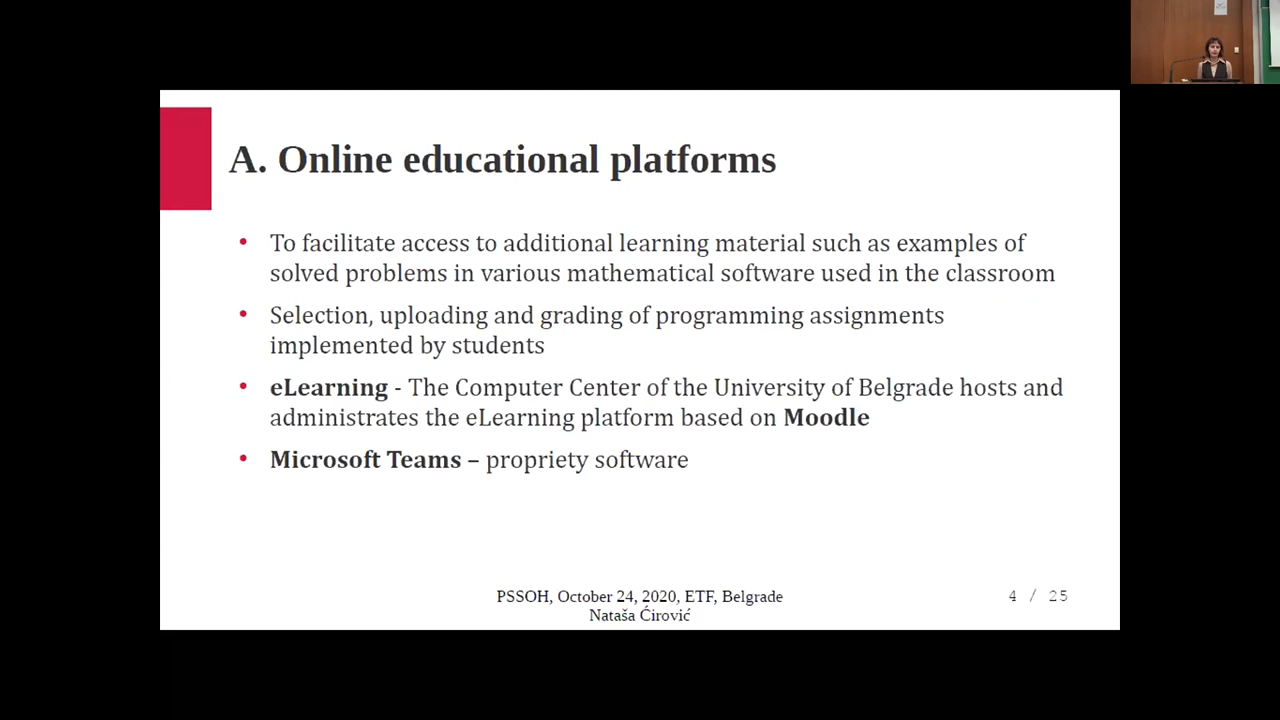 A. Online educational platforms
• To facilitate access to additional learning material such as examples of
solved problems in various mathematical software used in the classroom
• Selection, uploading and grading of programming assignments
implemented by students
• eLearning - The Computer Center of the University of Belgrade hosts and
administrates the eLearning platform based on Moodle
• Microsoft Teams – propriety software
PSSOH, October 24, 2020, ETF, Belgrade
Nataša Ćirović
4 / 25